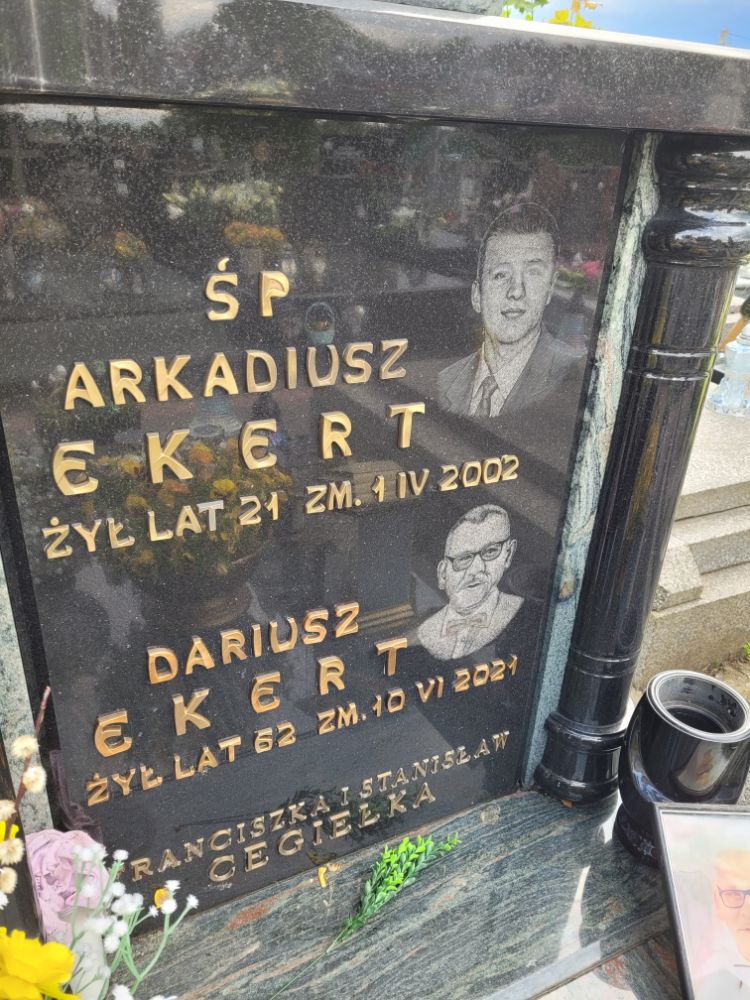 ŚP
ARKADIUSZ
EKERT
ŻYŁ LAT 21 ZM. 1 IV 2002
DARIUSZ
EKERT
ŻYŁ LAT 62 ZM. 10 VI 2021
FRANCISZKA I STANISŁAW
CEGIEŁKA